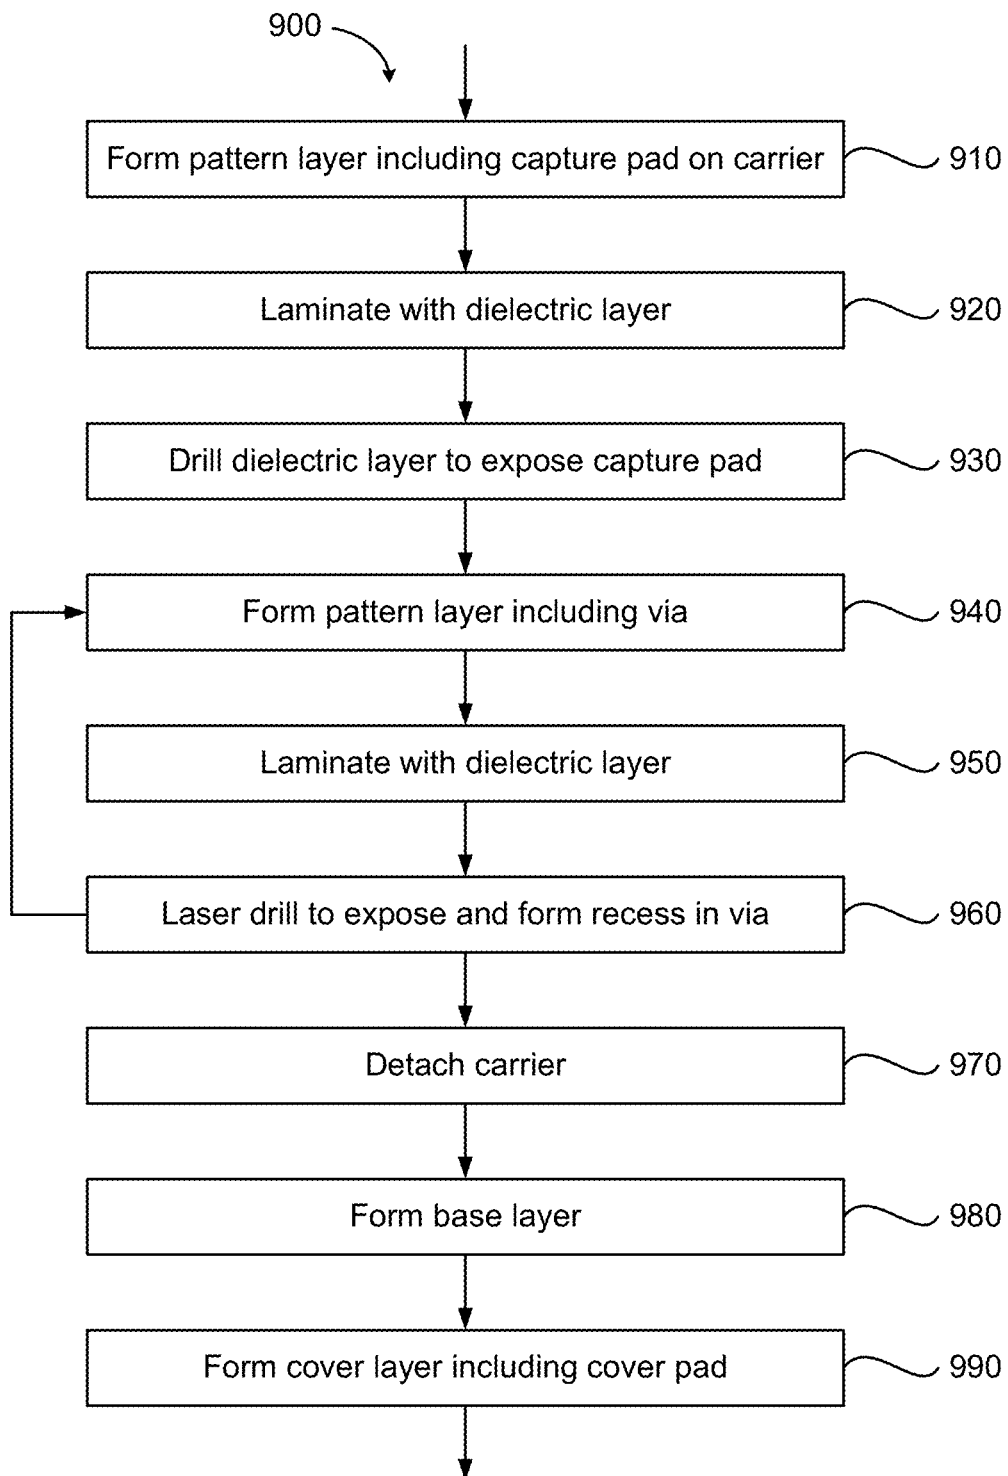 900
Form pattern layer including capture pad on carrier 910
Laminate with dielectric layer 920
Drill dielectric layer to expose capture pad 930
Form pattern layer including via 940
Laminate with dielectric layer 950
Laser drill to expose and form recess in via 960
Detach carrier 970
Form base layer 980
Form cover layer including cover pad 990